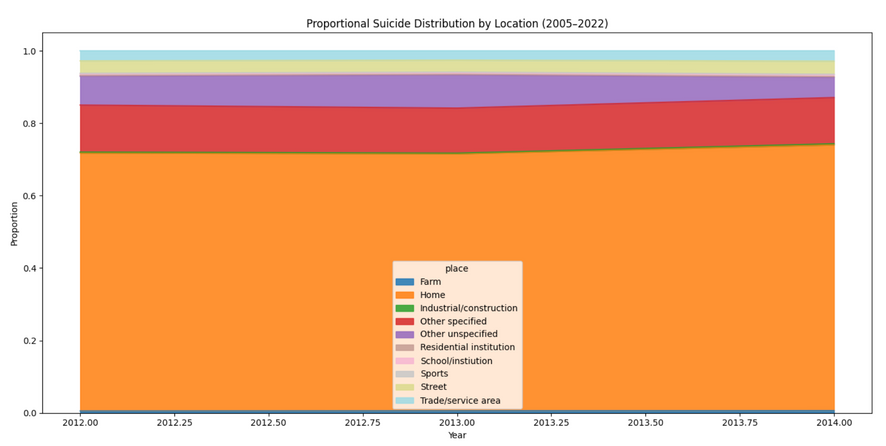 Proportional Suicide Distribution by Location (2005–2022)
1.0
0.8
0.6
0.4
0.2
0.0
Proportion
place
Farm
Home
Industrial/construction
Other specified
Other unspecified
Residential institution
School/instiution
Sports
Street
Trade/service area
2012.00 2012.25 2012.50 2012.75 2013.00 2013.25 2013.50 2013.75 2014.00
Year